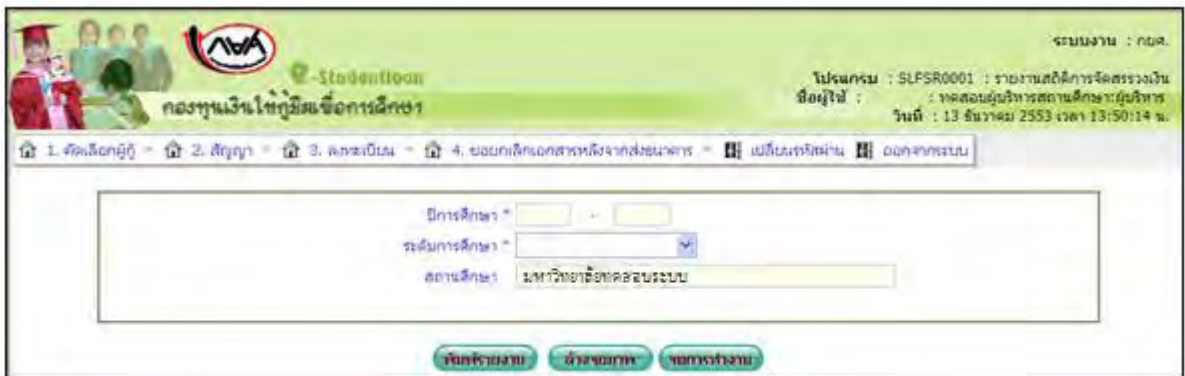 ระบบงาน : กยศ.
กยศ
e-Studentloan
โปรแกรม : SLFSR0001 : รายงานสถิติการจัดสรรวงเงิน
กองทุนเงินให้กู้ยืมเพื่อการศึกษา
ชื่อผู้ใช้ : : ทดสอบผู้บริหารสถานศึกษา:ผู้บริหาร
วันที่ : 13 ธันวาคม 2553 เวลา 13:50:14 น.
1. คัดเลือกผู้กู้ 2. สัญญา 3. ลงทะเบียน 4. ขอยกเลิกเอกสารหลังจากส่งธนาคาร เปลี่ยนรหัสผ่าน ออกจากระบบ
ปีการศึกษา * -
ระดับการศึกษา *
สถานศึกษา มหาวิทยาลัยทดสอบระบบ
พิมพ์รายงาน ล้างจอภาพ จบการทำงาน